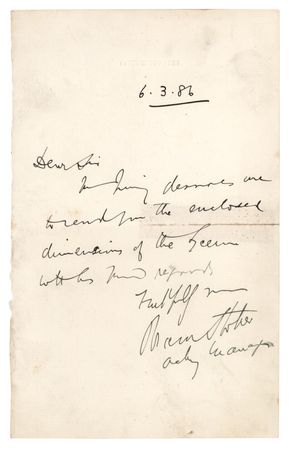 6.3.86
Dear Sir
Mr Irving desires me
to send you the enclosed
dimensions of the Lyceum
with his kind regards
Faithfully yours
Bram Stoker
Acting Manager